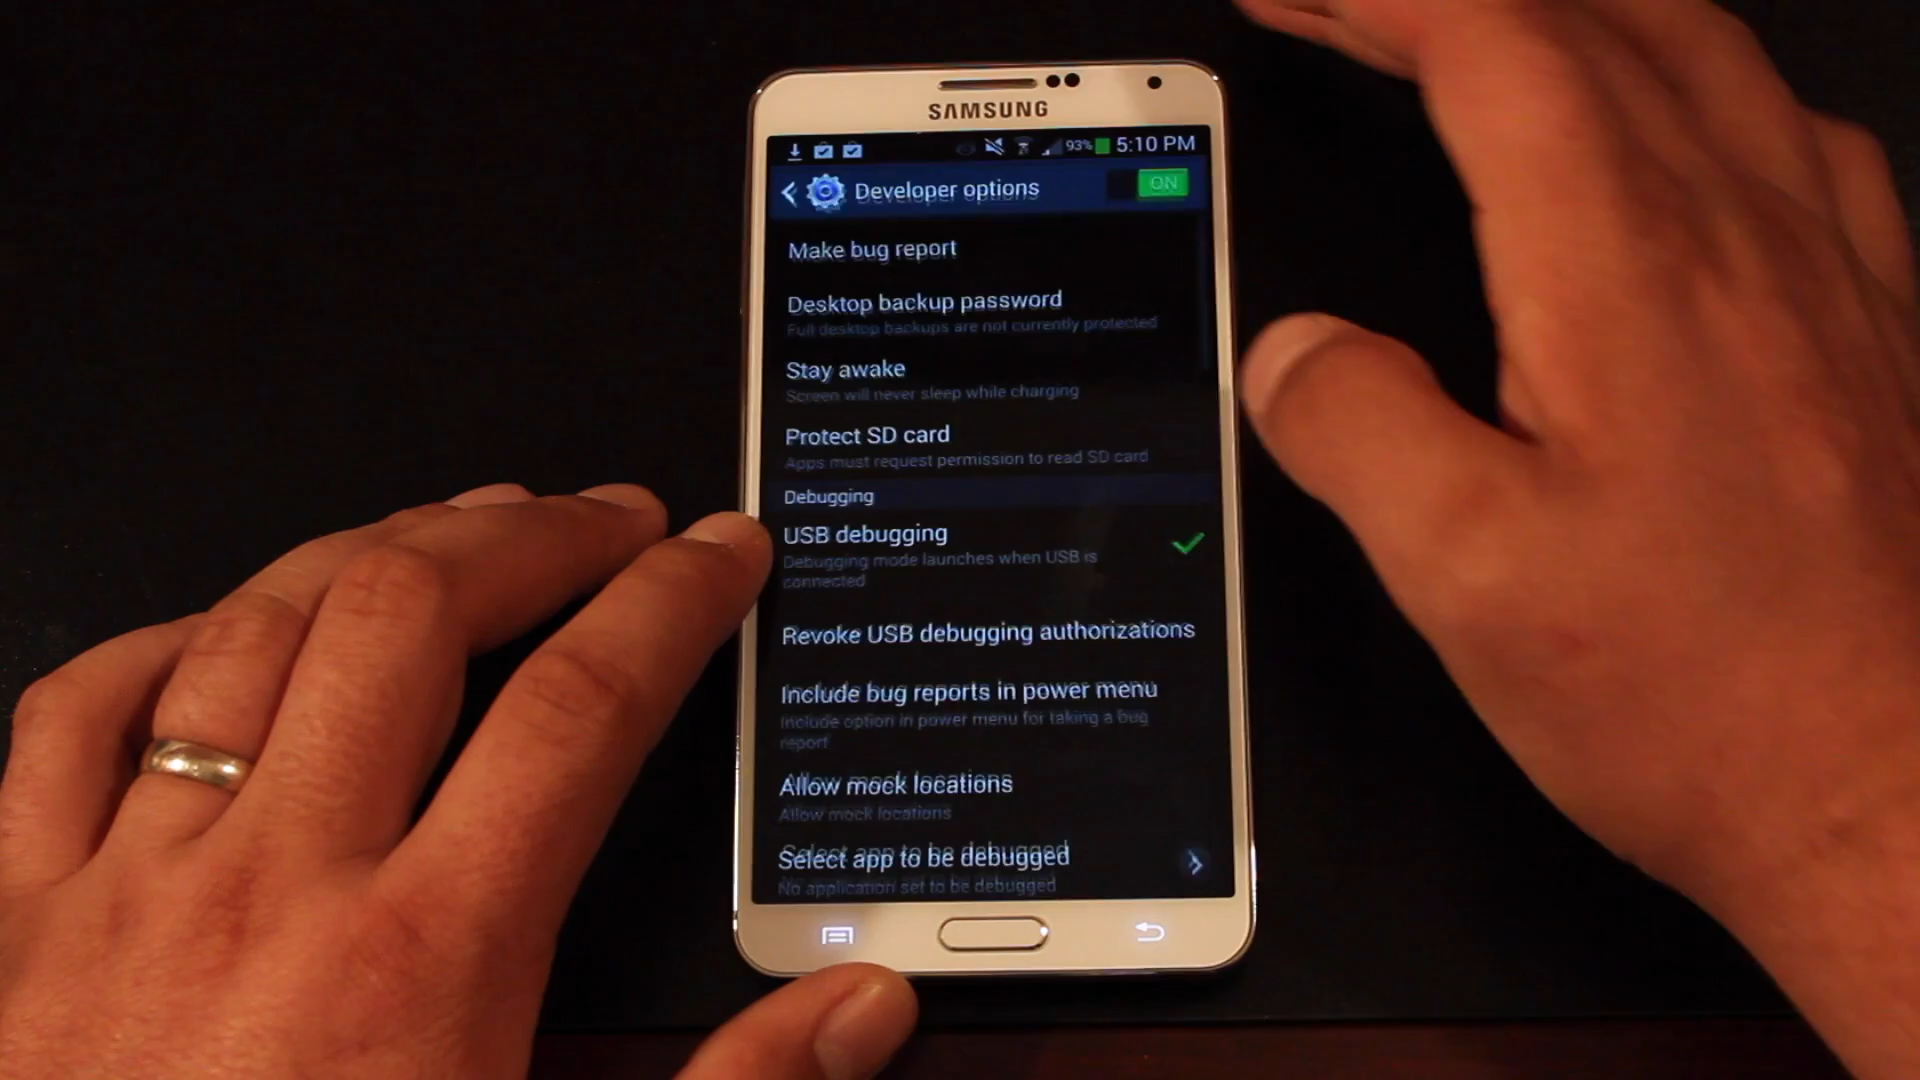 SAMSUNG
93% 5:10 PM
Developer options ON
Make bug report
Desktop backup password
Full desktop backups are not currently protected
Stay awake
Screen will never sleep while charging
Protect SD card
Apps must request permission to read SD card
Debugging
USB debugging
Debugging mode launches when USB is
connected
Revoke USB debugging authorizations
Include bug reports in power menu
Include option in power menu for taking a bug
report
Allow mock locations
Allow mock locations
Select app to be debugged
No application set to be debugged